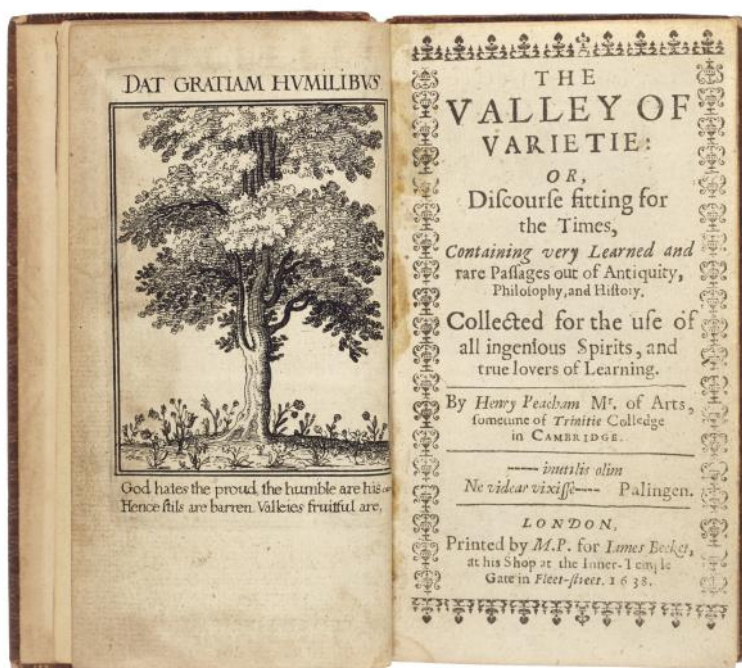 DAT GRATIAM HVMILIBVS
God hates the proud, the humble are his
Hence hils are barren. Valleies fruitfull are,
THE
VALLEY OF
VARIETIE:
OR,
Diſcourſe fitting for
the Times,
Containing very Learned and
rare Paſſages out of Antiquity,
Philoſophy, and Hiſtory.
Collected for the uſe of
all ingenious Spirits, and
true lovers of Learning.
By Henry Peacham Mr. of Arts,
ſometime of Trinitie Colledge
in CAMBRIDGE.
---- inutilis olim
Ne videar vixiſſe---- Palingen.
LONDON,
Printed by M.P. for Iames Becket,
at his Shop at the Inner-Temple
Gate in Fleet-ſtreet. 1638.